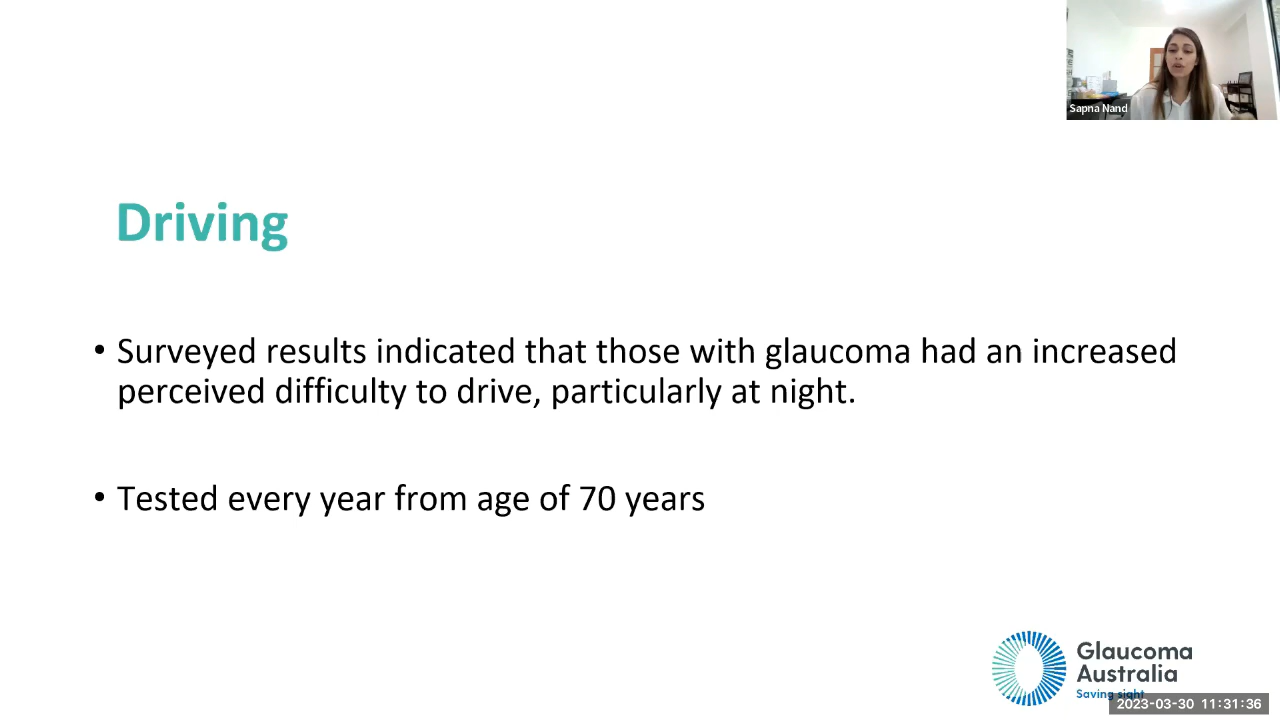 Sapna Nand
Driving
• Surveyed results indicated that those with glaucoma had an increased
perceived difficulty to drive, particularly at night.
• Tested every year from age of 70 years
Glaucoma
Australia
Saving sight
2023-03-30 11:31:36